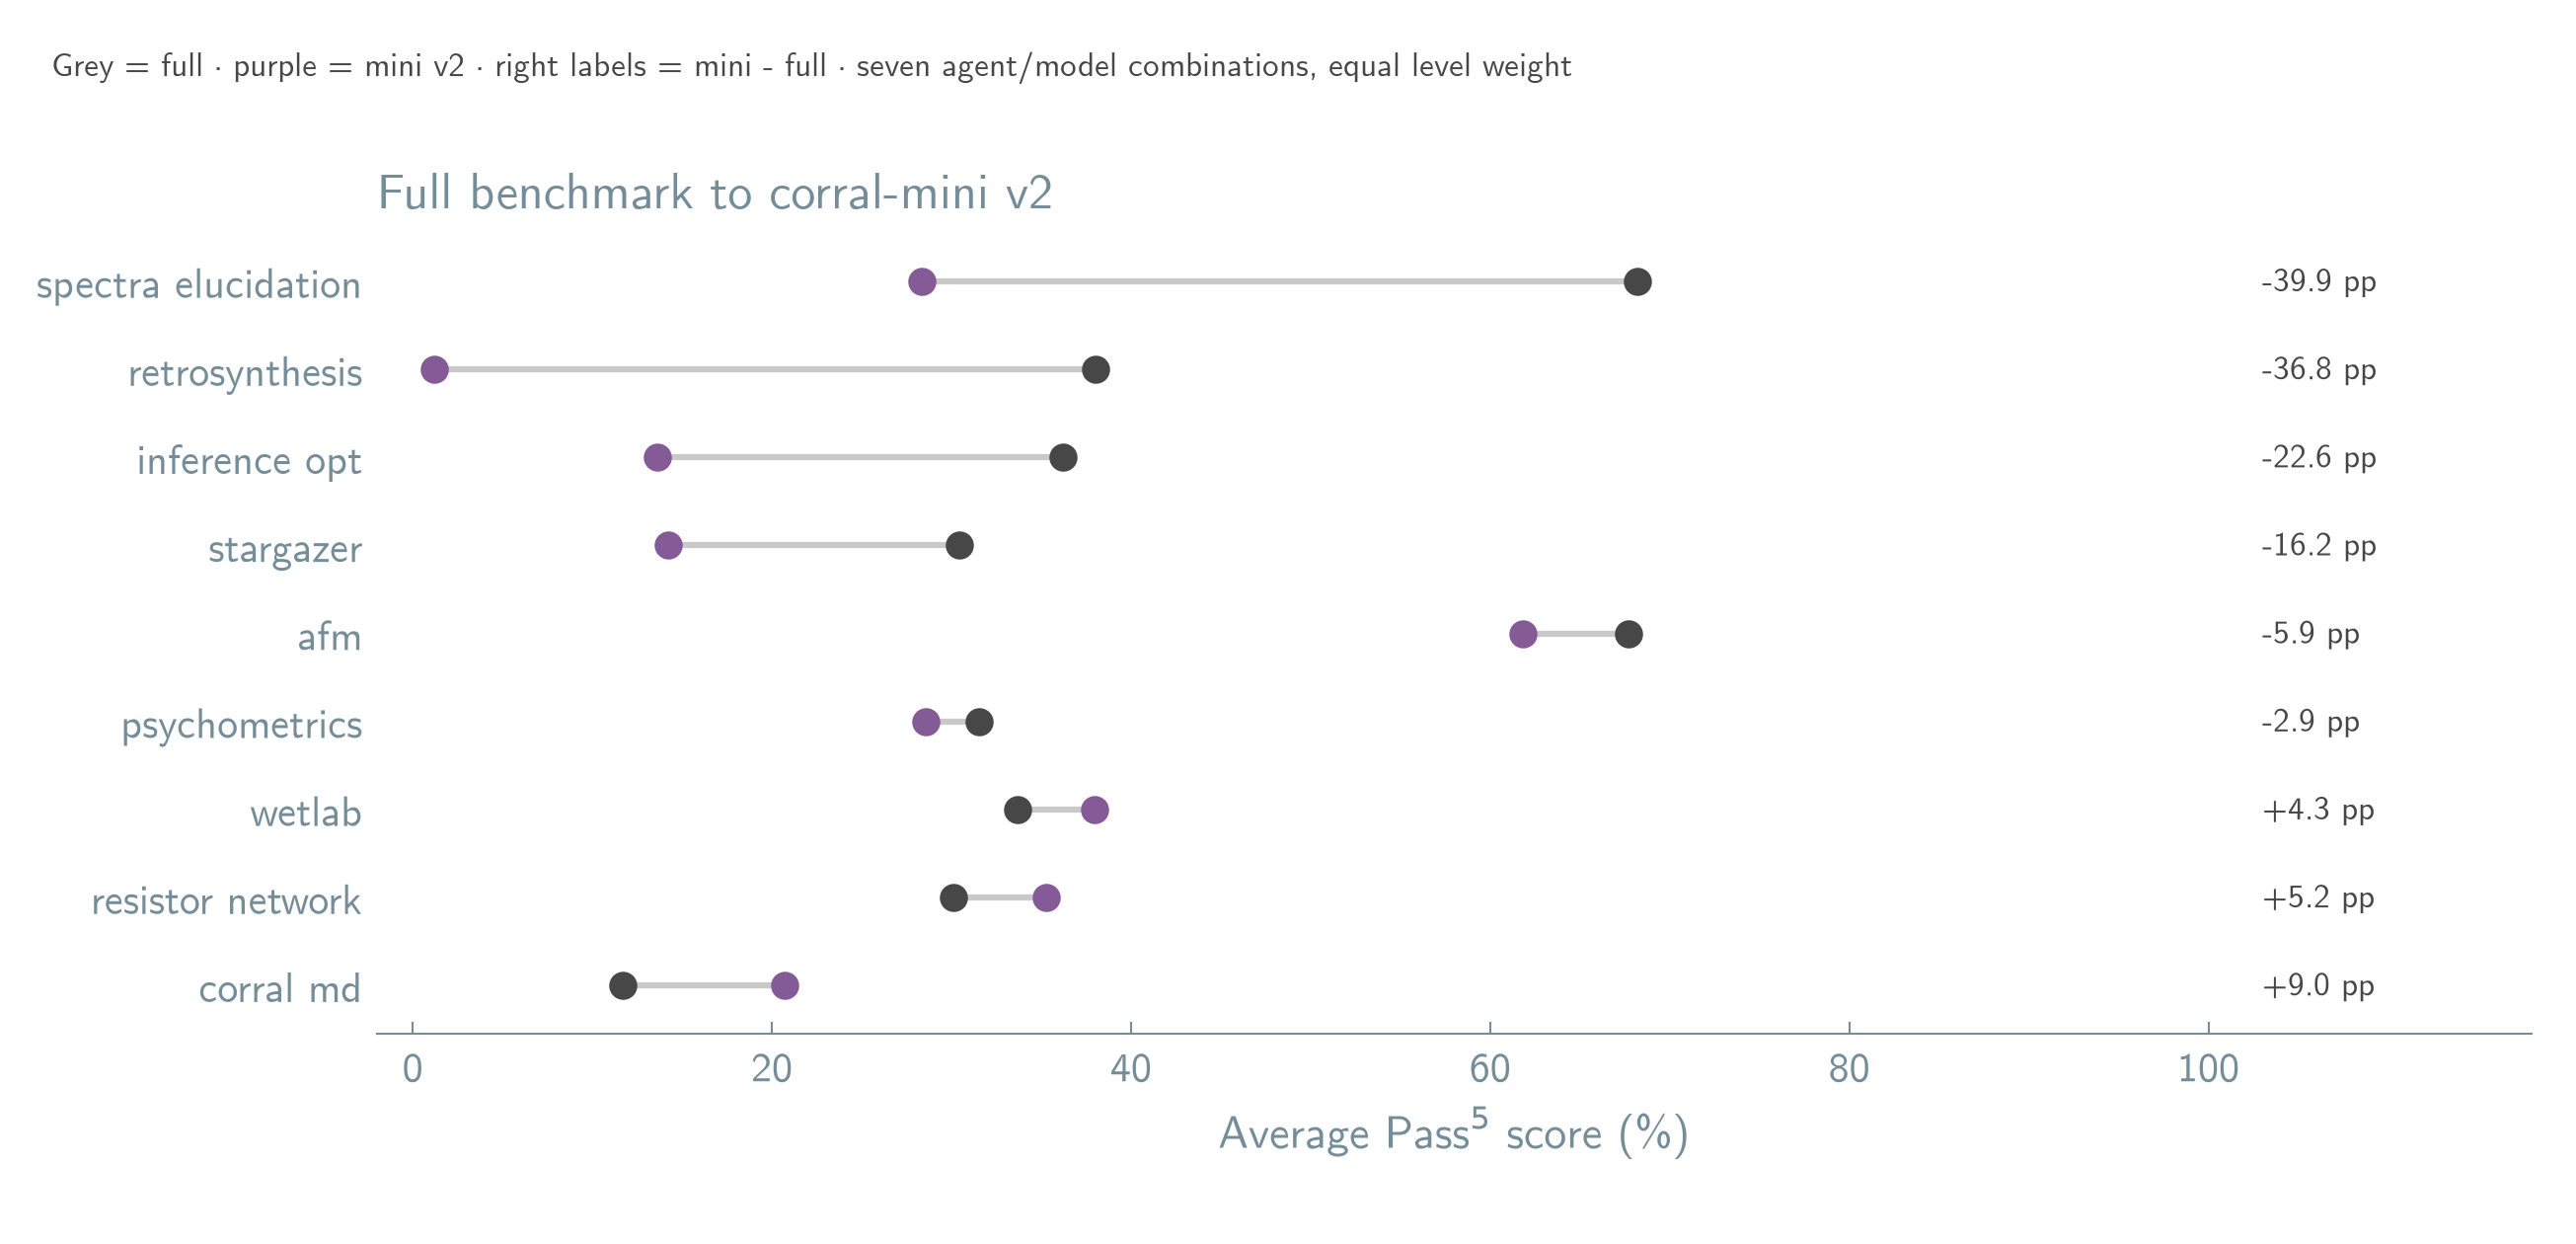 Grey = full · purple = mini v2 · right labels = mini - full · seven agent/model combinations, equal level weight
Full benchmark to corral-mini v2
spectra elucidation -39.9 pp
retrosynthesis -36.8 pp
inference opt -22.6 pp
stargazer -16.2 pp
afm -5.9 pp
psychometrics -2.9 pp
wetlab +4.3 pp
resistor network +5.2 pp
corral md +9.0 pp
0 20 40 60 80 100
Average Pass⁵ score (%)